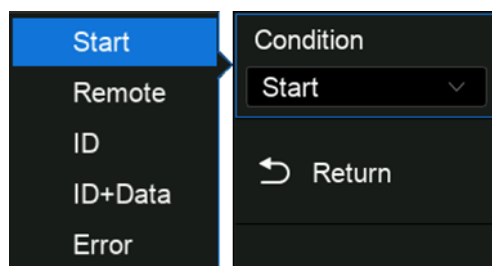 Start
Remote
ID
ID+Data
Error
Condition
Start
Return